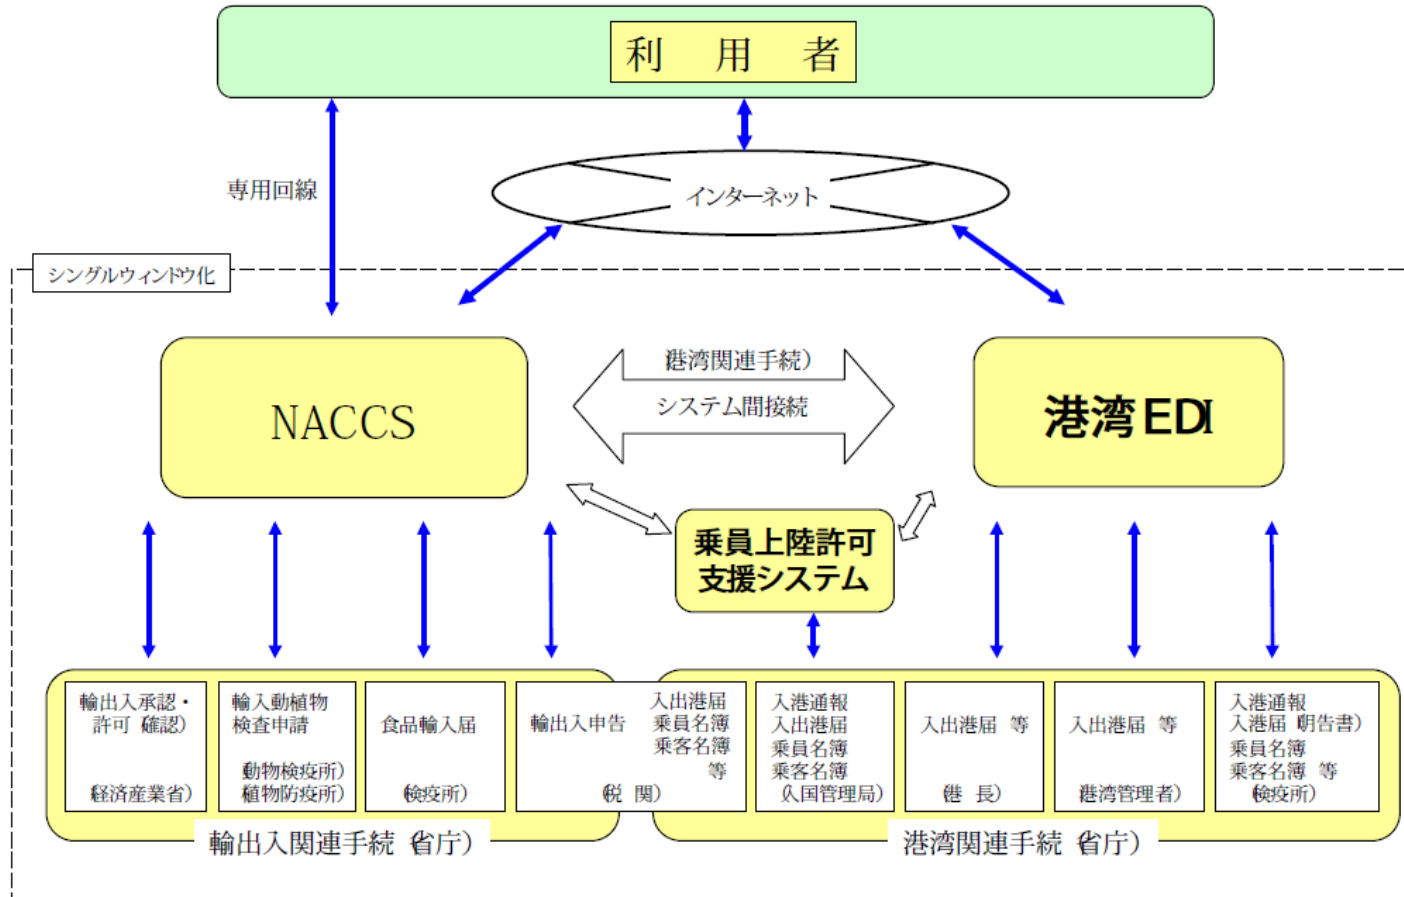 利 用 者
専用回線
インターネット
シングルウィンドウ化
NACCS
(港湾関連手続)
システム間接続
港湾EDI
乗員上陸許可
支援システム
輸出入承認・
許可(確認)
(経済産業省)
輸入動植物
検査申請
(動物検疫所)
(植物防疫所)
食品輸入届
(検疫所)
輸出入申告
入出港届
乗員名簿
乗客名簿
等
(税 関)
入港通報
入出港届
乗員名簿
乗客名簿
(入国管理局)
入出港届 等
(港 長)
入出港届 等
(港湾管理者)
入港通報
入港届(明告書)
乗員名簿
乗客名簿 等
(検疫所)
輸出入関連手続(省庁)
港湾関連手続(省庁)